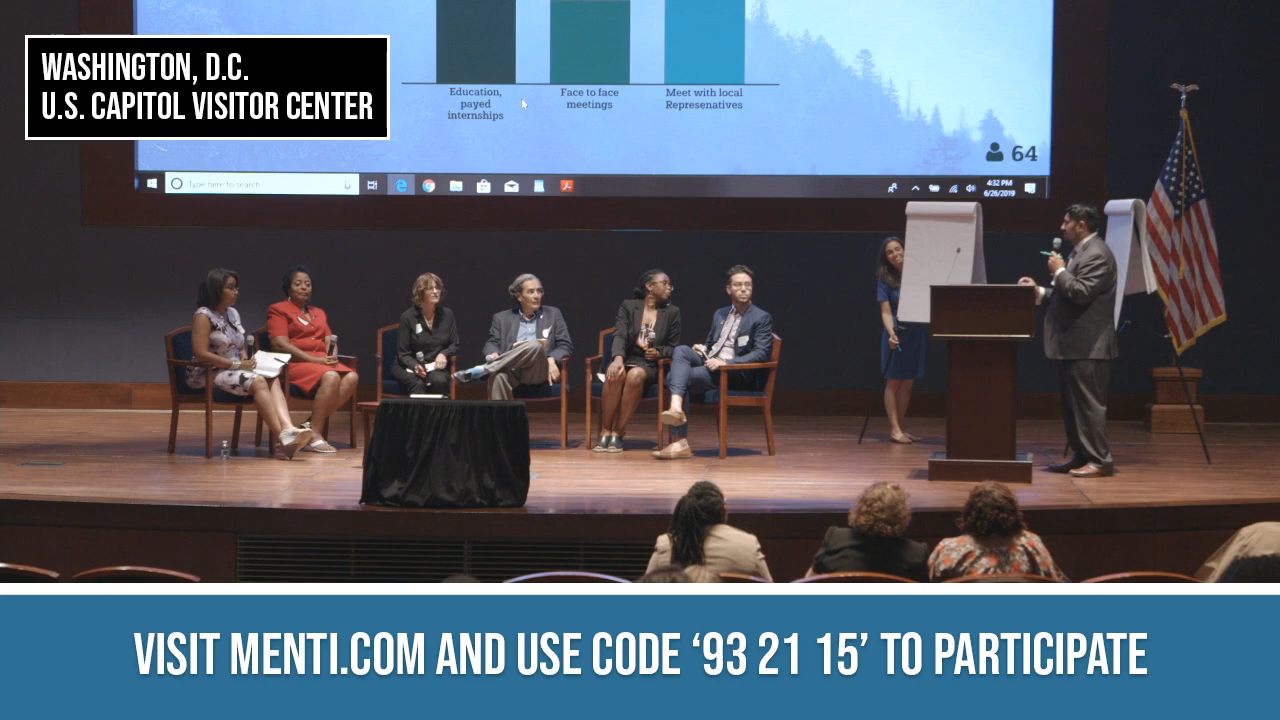 WASHINGTON, D.C.
U.S. CAPITOL VISITOR CENTER
Education,
payed
internships
Face to face
meetings
Meet with local
Represenatives
64
Type here to search
4:32 PM
6/26/2019
VISIT MENTI.COM AND USE CODE ‘93 21 15’ TO PARTICIPATE